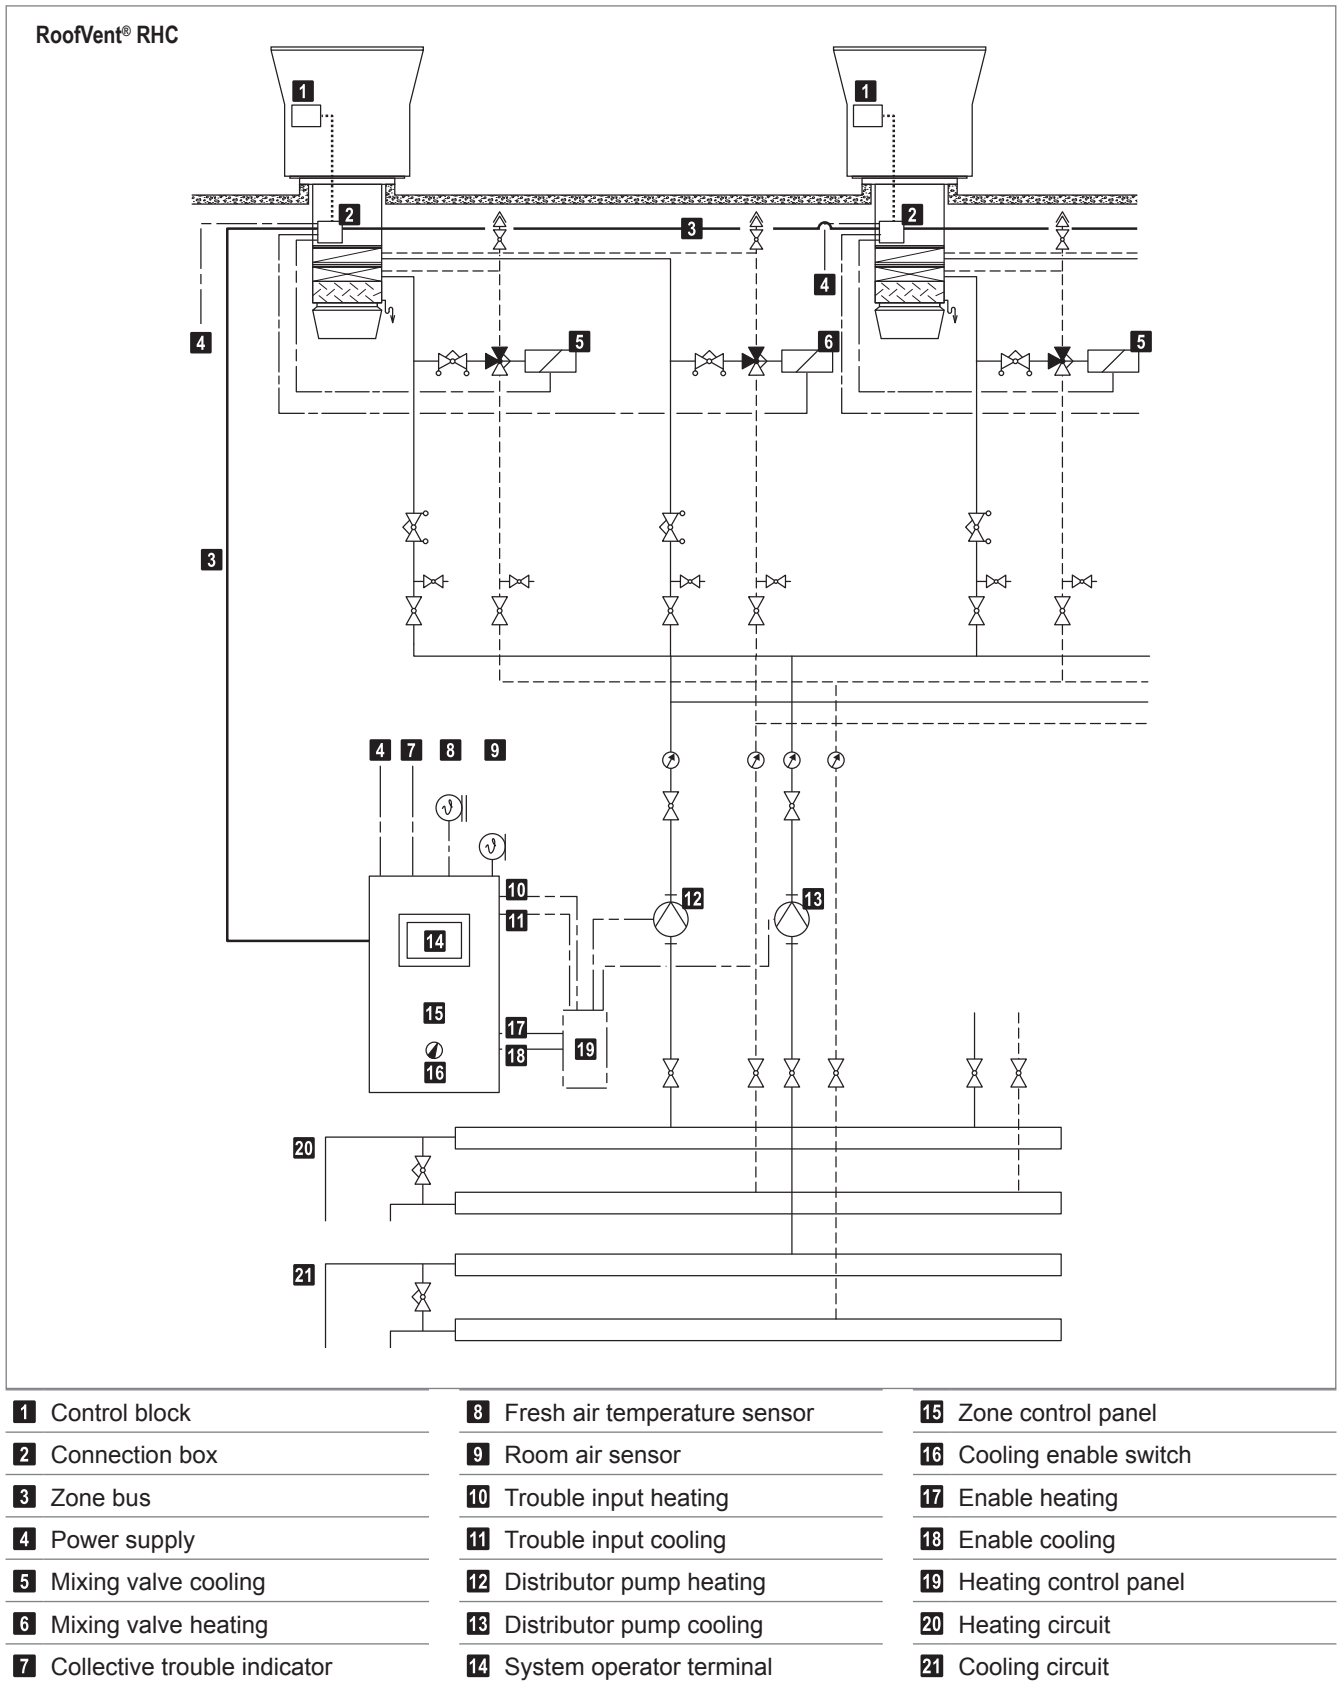 RoofVent® RHC
1
1
2
2
3
4
4
5
6
5
3
4
7
8
9
ϑ
ϑ
10
11
12
13
14
15
16
17
18
19
20
21
1 Control block
2 Connection box
3 Zone bus
4 Power supply
5 Mixing valve cooling
6 Mixing valve heating
7 Collective trouble indicator
8 Fresh air temperature sensor
9 Room air sensor
10 Trouble input heating
11 Trouble input cooling
12 Distributor pump heating
13 Distributor pump cooling
14 System operator terminal
15 Zone control panel
16 Cooling enable switch
17 Enable heating
18 Enable cooling
19 Heating control panel
20 Heating circuit
21 Cooling circuit